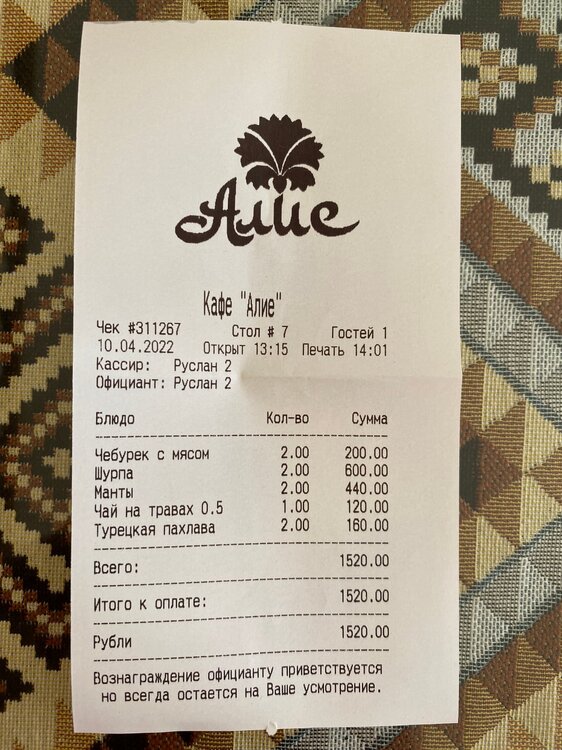 Алие
Кафе "Алие"
Чек #311267 Стол # 7 Гостей 1
10.04.2022 Открыт 13:15 Печать 14:01
Кассир: Руслан 2
Официант: Руслан 2
Блюдо Кол-во Сумма
Чебурек с мясом 2.00 200.00
Шурпа 2.00 600.00
Манты 2.00 440.00
Чай на травах 0.5 1.00 120.00
Турецкая пахлава 2.00 160.00
Всего: 1520.00
Итого к оплате: 1520.00
Рубли 1520.00
Вознаграждение официанту приветствуется
но всегда остается на Ваше усмотрение.